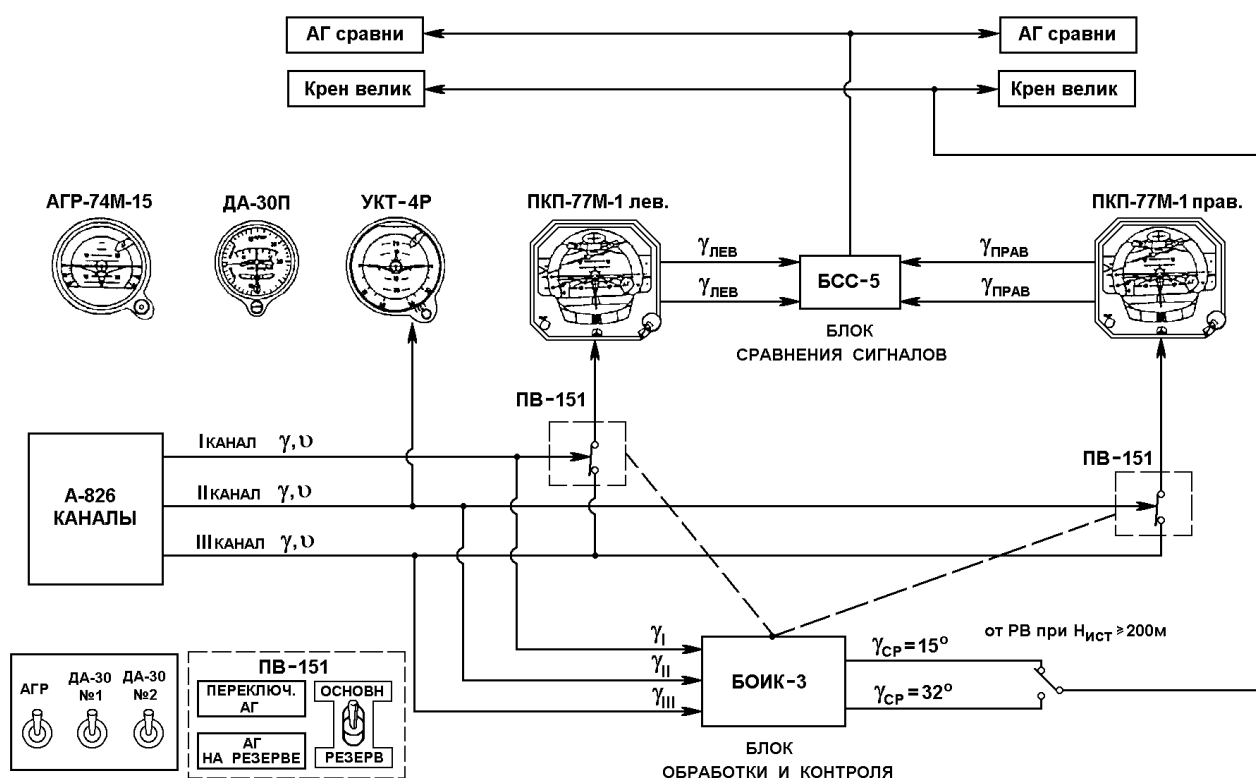 АГ сравни
АГ сравни
Крен велик
Крен велик
АГР-74М-15
ДА-30П
УКТ-4Р
ПКП-77М-1 лев.
ПКП-77М-1 прав.
γЛЕВ
γПРАВ
БСС-5
γЛЕВ
γПРАВ
БЛОК
СРАВНЕНИЯ СИГНАЛОВ
ПВ-151
I КАНАЛ γ, υ
ПВ-151
А-826
КАНАЛЫ
II КАНАЛ γ, υ
III КАНАЛ γ, υ
от РВ при НИСТ ≥ 200м
γI
γII
γIII
БОИК-3
γСР = 15°
γСР = 32°
БЛОК
ОБРАБОТКИ И КОНТРОЛЯ
АГР
ДА-30
№1
ДА-30
№2
ПВ-151
ПЕРЕКЛЮЧ.
АГ
ОСНОВН
АГ
НА РЕЗЕРВЕ
РЕЗЕРВ